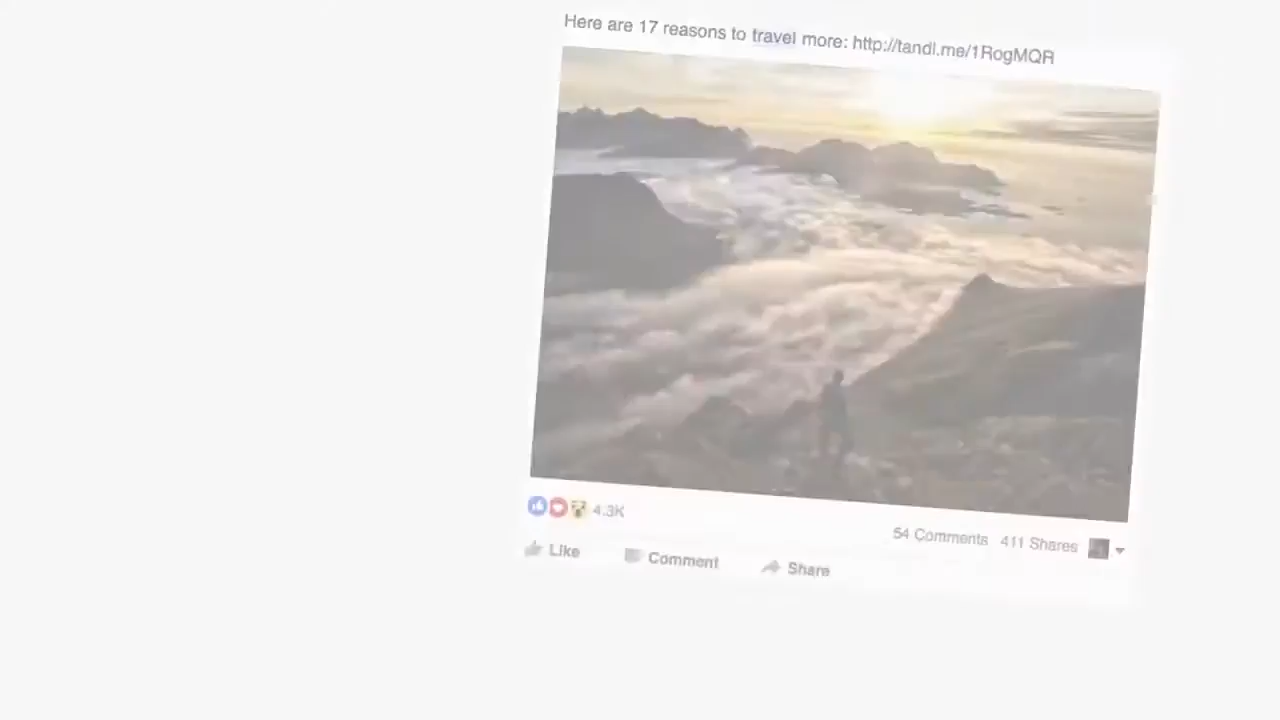 Here are 17 reasons to travel more: http://tandl.me/1RogMQR
4.3K
54 Comments 411 Shares
Like Comment Share